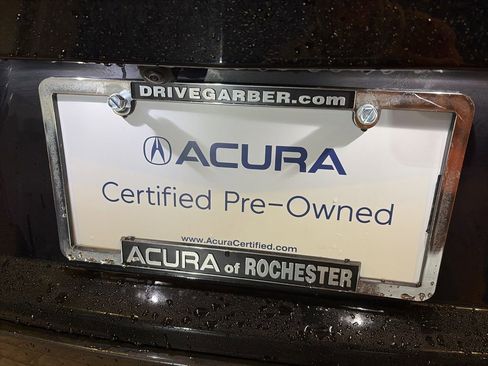 DRIVEGARBER.com
ACURA
Certified Pre-Owned
www.AcuraCertified.com
ACURA of ROCHESTER